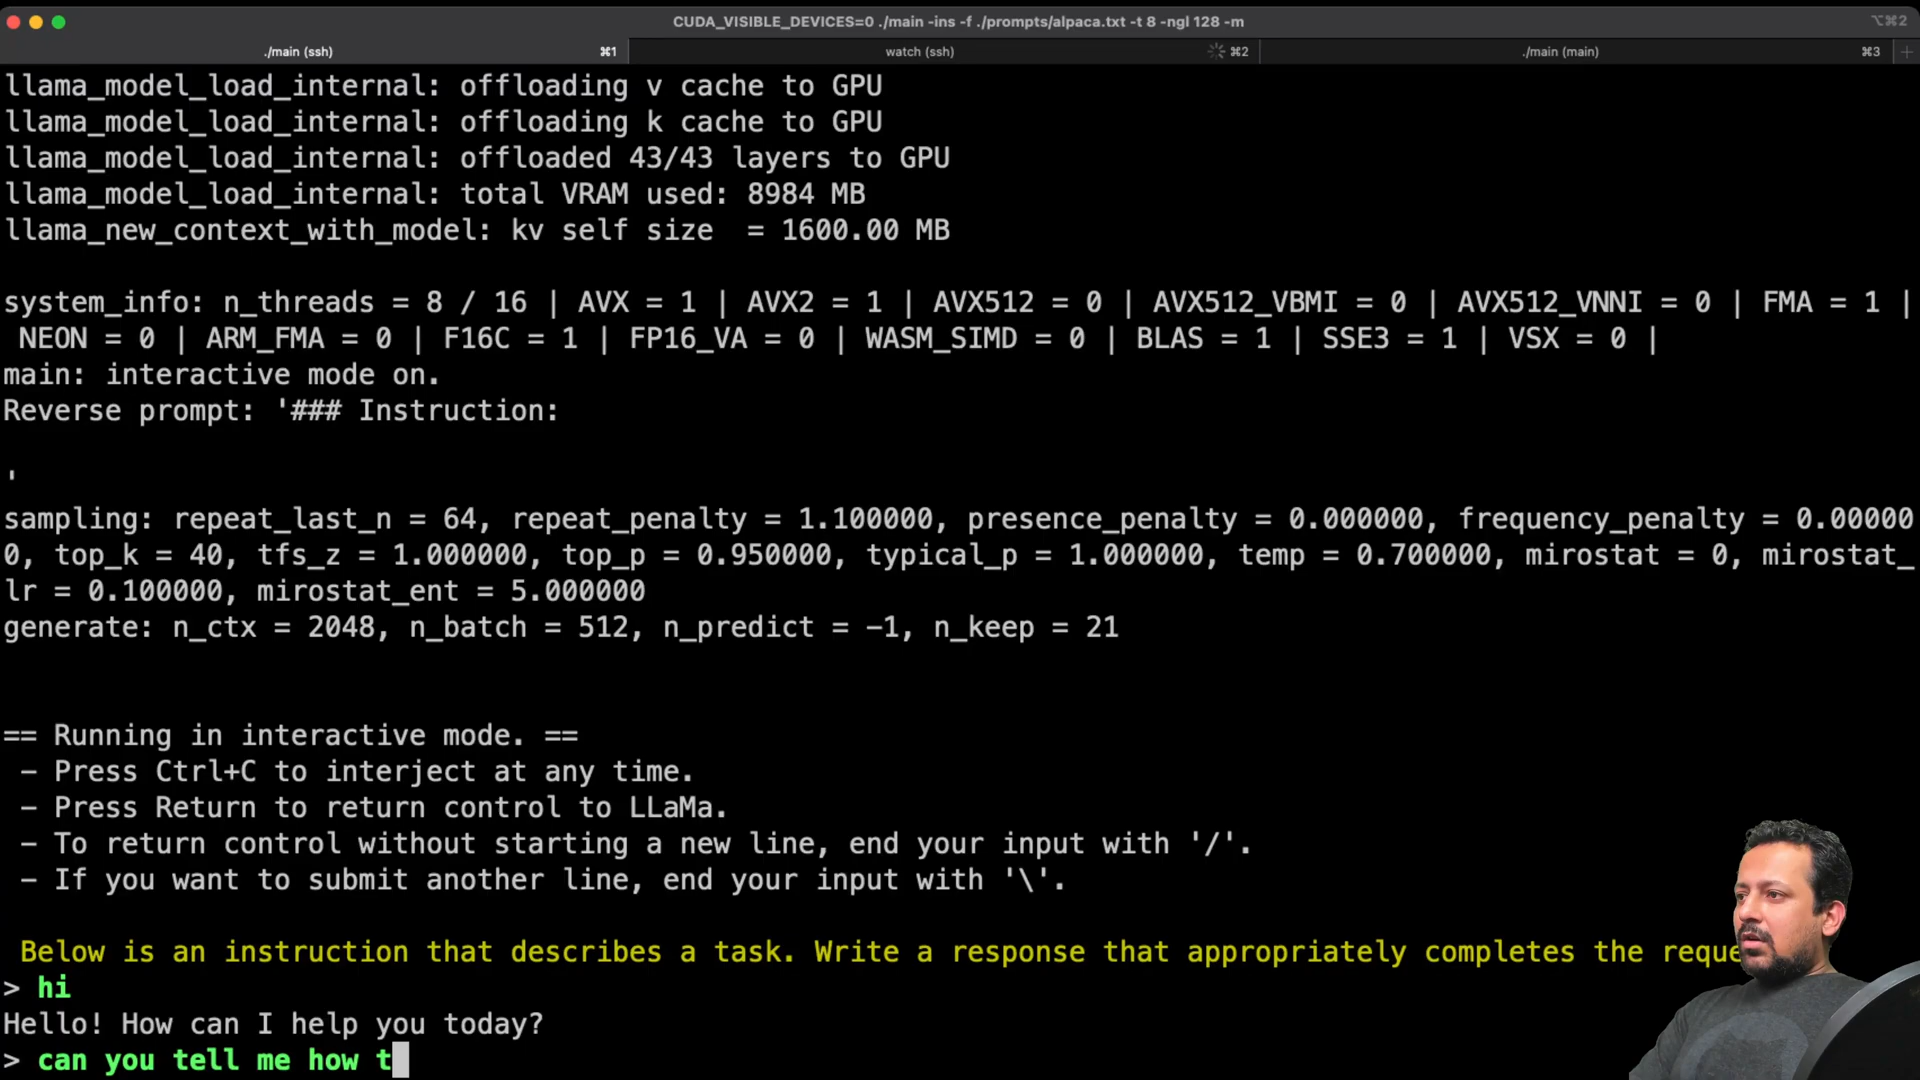 CUDA_VISIBLE_DEVICES=0 ./main -ins -f ./prompts/alpaca.txt -t 8 -ngl 128 -m
⌥⌘2
./main (ssh) ⌘1 watch (ssh) ⌘2 ./main (main) ⌘3 +
llama_model_load_internal: offloading v cache to GPU
llama_model_load_internal: offloading k cache to GPU
llama_model_load_internal: offloaded 43/43 layers to GPU
llama_model_load_internal: total VRAM used: 8984 MB
llama_new_context_with_model: kv self size  = 1600.00 MB
system_info: n_threads = 8 / 16 | AVX = 1 | AVX2 = 1 | AVX512 = 0 | AVX512_VBMI = 0 | AVX512_VNNI = 0 | FMA = 1 |
NEON = 0 | ARM_FMA = 0 | F16C = 1 | FP16_VA = 0 | WASM_SIMD = 0 | BLAS = 1 | SSE3 = 1 | VSX = 0 |
main: interactive mode on.
Reverse prompt: '### Instruction:
'
sampling: repeat_last_n = 64, repeat_penalty = 1.100000, presence_penalty = 0.000000, frequency_penalty = 0.00000
0, top_k = 40, tfs_z = 1.000000, top_p = 0.950000, typical_p = 1.000000, temp = 0.700000, mirostat = 0, mirostat_
lr = 0.100000, mirostat_ent = 5.000000
generate: n_ctx = 2048, n_batch = 512, n_predict = -1, n_keep = 21
== Running in interactive mode. ==
- Press Ctrl+C to interject at any time.
- Press Return to return control to LLaMa.
- To return control without starting a new line, end your input with '/'.
- If you want to submit another line, end your input with '\'.
Below is an instruction that describes a task. Write a response that appropriately completes the reque
> hi
Hello! How can I help you today?
> can you tell me how t